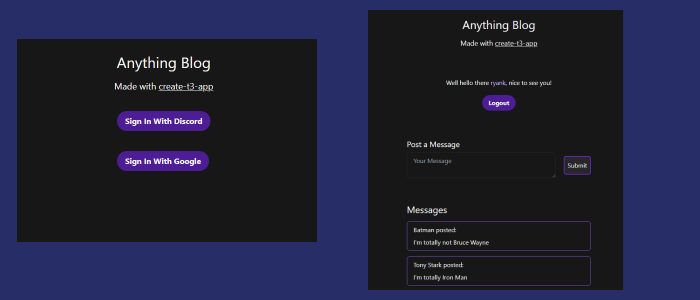 Anything Blog
Made with create-t3-app
Sign In With Discord
Sign In With Google
Anything Blog
Made with create-t3-app
Well hello there ryank, nice to see you!
Logout
Post a Message
Your Message
Submit
Messages
Batman posted:
I'm totally not Bruce Wayne
Tony Stark posted:
I'm totally Iron Man